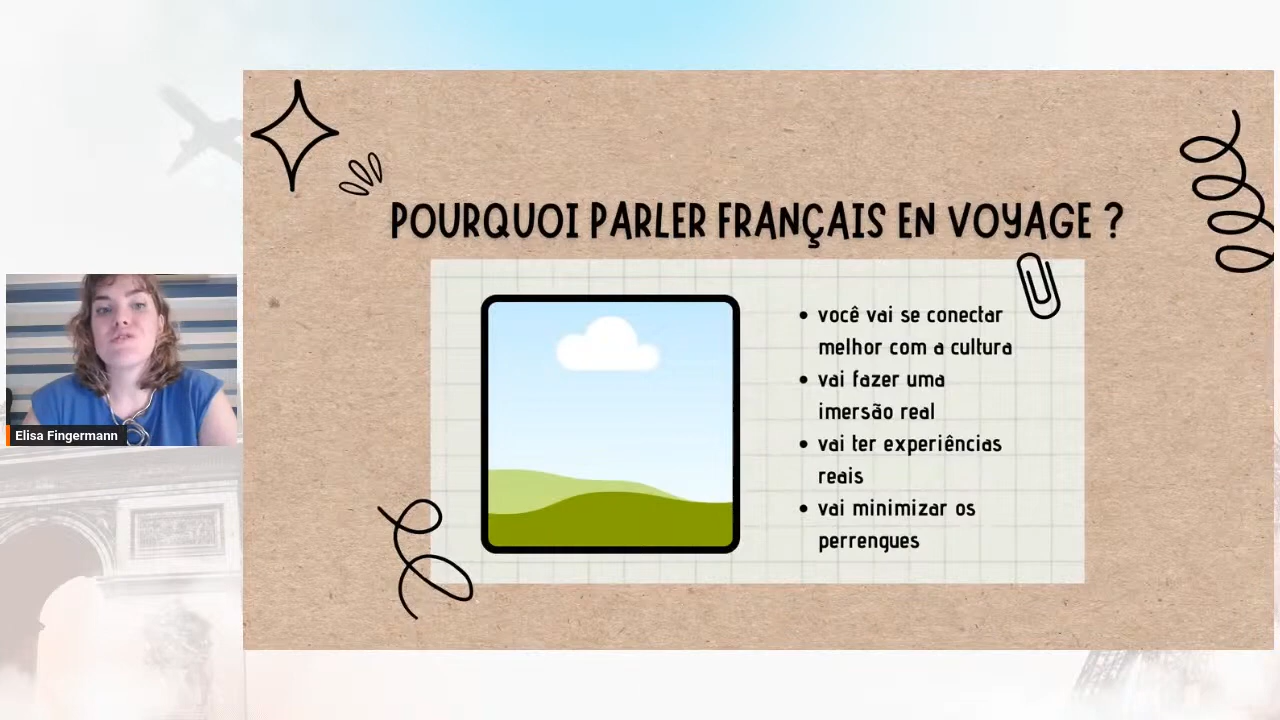 POURQUOI PARLER FRANÇAIS EN VOYAGE ?
• você vai se conectar
melhor com a cultura
• vai fazer uma
imersão real
• vai ter experiências
reais
• vai minimizar os
perrengues
Elisa Fingermann